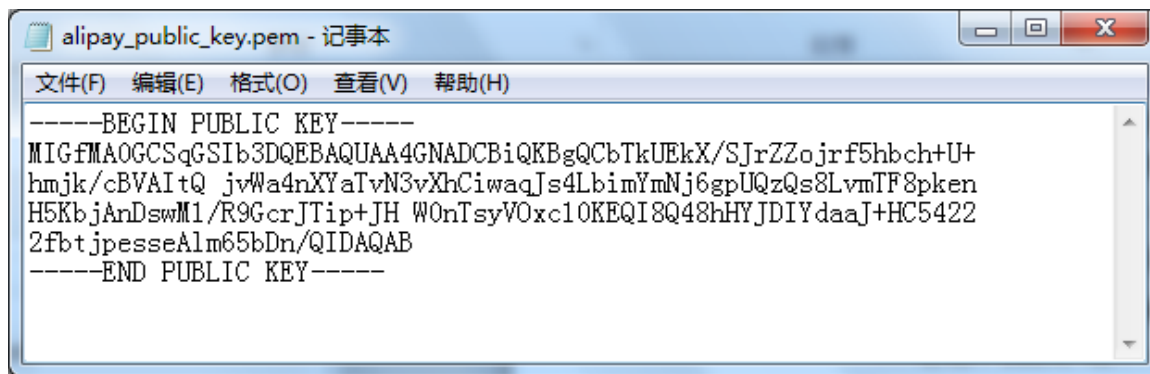 alipay_public_key.pem - 记事本
文件(F) 编辑(E) 格式(O) 查看(V) 帮助(H)
-----BEGIN PUBLIC KEY-----
MIGfMA0GCSqGSIb3DQEBAQUAA4GNADCBiQKBgQCbTkUEkX/SJrZZojrf5hbch+U+
hmjk/cBVAItQ jvWa4nXYaTvN3vXhCiwaqJs4LbimYmNj6gpUQzQs8LvmTF8pken
H5KbjAnDswM1/R9GcrJTip+JH WOnTsyVOxc10KEQI8Q48hHYJDIYdaaJ+HC5422
2fbtjpesseAlm65bDn/QIDAQAB
-----END PUBLIC KEY-----